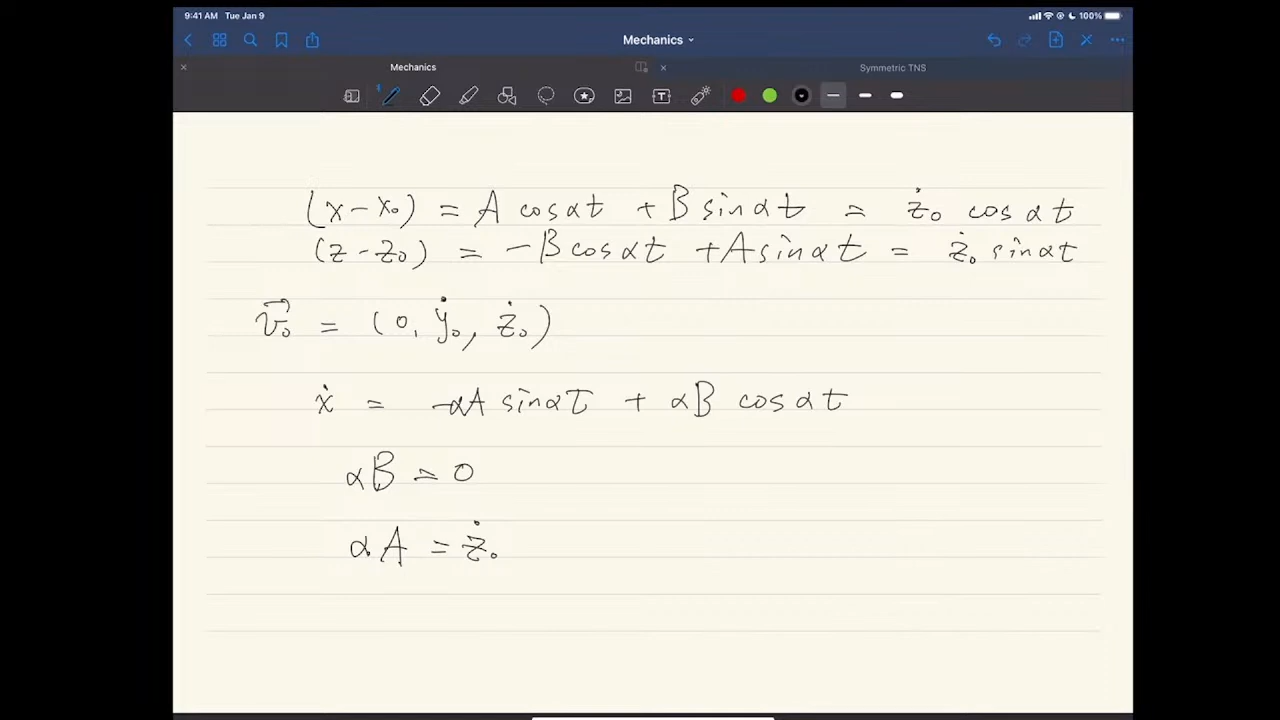 9:41 AM Tue Jan 9
100%
Mechanics
Mechanics
Symmetric TNS
(x - x₀) = A cos αt + B sin αt = ż₀ cos αt
(z - z₀) = -B cos αt + A sin αt = ż₀ sin αt
v⃗₀ = (0, ẏ₀, ż₀)
ẋ = -αA sin αt + αB cos αt
αB = 0
αA = ż₀